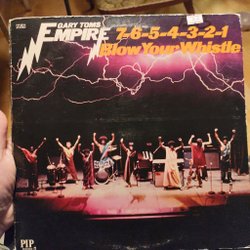 GARY TOMS
EMPIRE
7-6-5-4-3-2-1
Blow Your Whistle
PIP